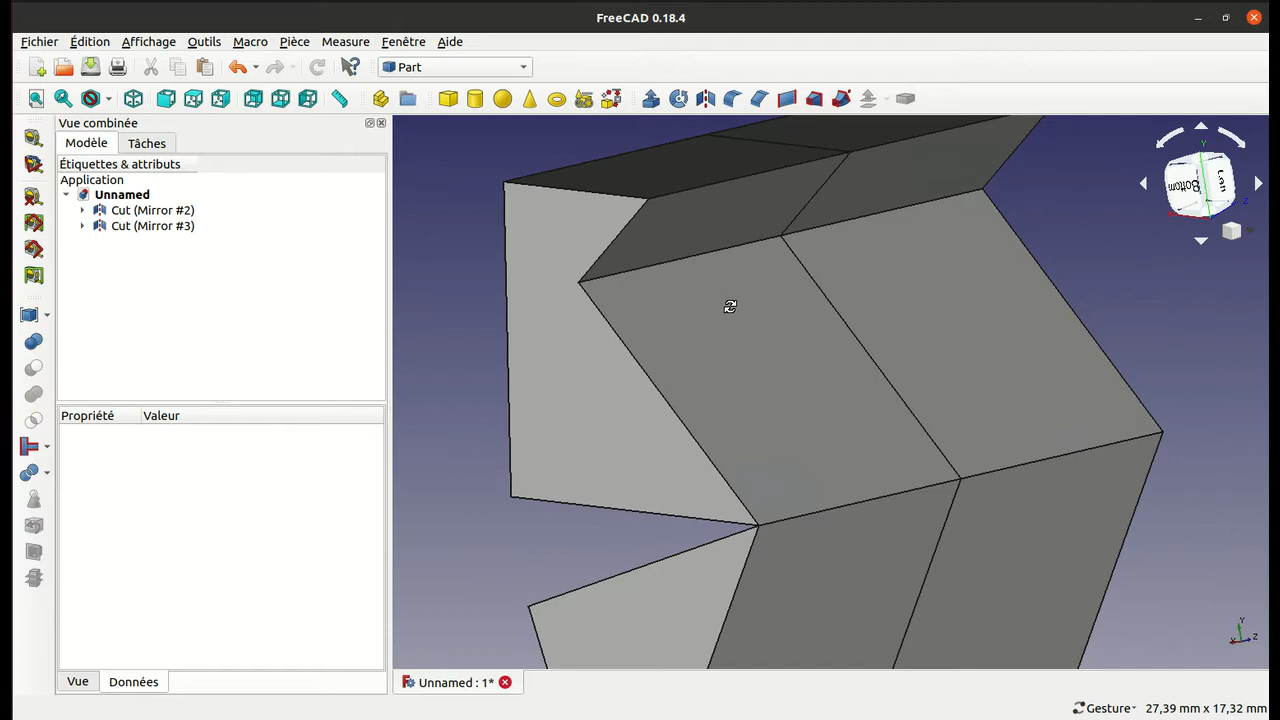 FreeCAD 0.18.4
Fichier Édition Affichage Outils Macro Pièce Measure Fenêtre Aide
Part
Vue combinée
Modèle Tâches
Étiquettes & attributs
Application
Unnamed
Cut (Mirror #2)
Cut (Mirror #3)
Propriété Valeur
Vue Données
Y
Bottom
Z
Y
Z
Unnamed : 1*
Gesture 27,39 mm x 17,32 mm